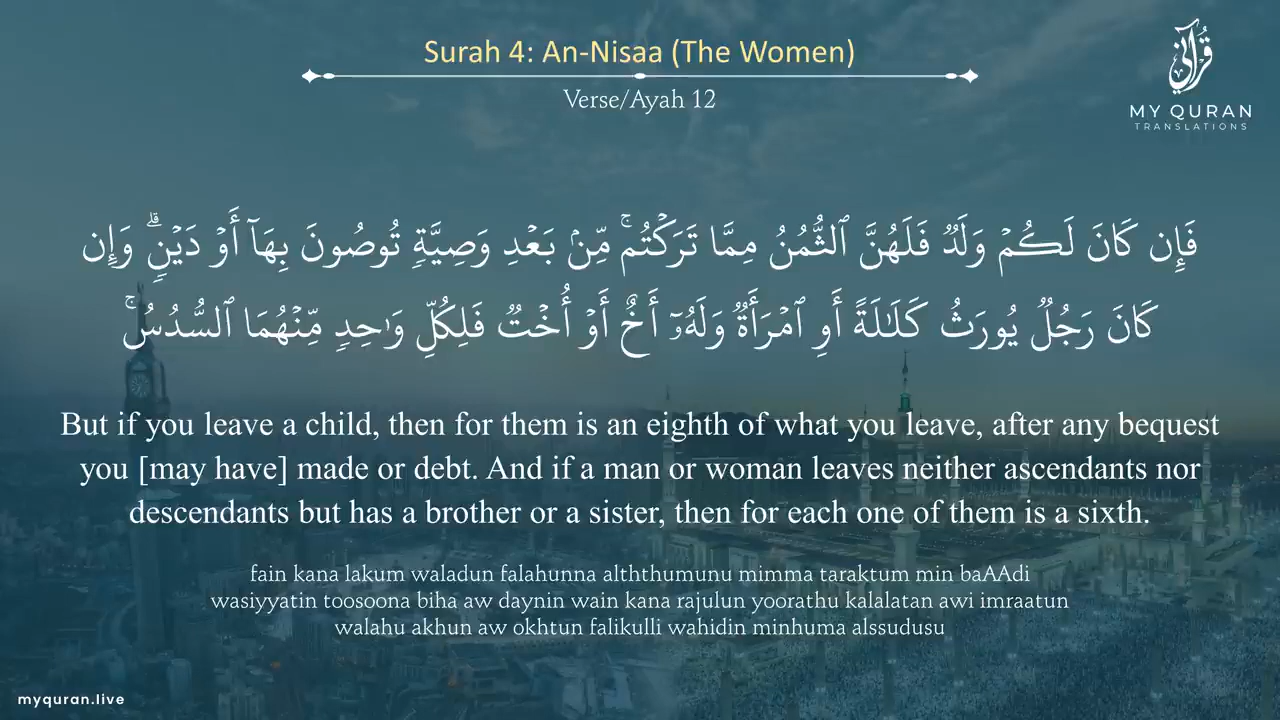 Surah 4: An-Nisaa (The Women)
Verse/Ayah 12
قرآني
MY QURAN
TRANSLATIONS
فَإِن كَانَ لَكُمْ وَلَدٌ فَلَهُنَّ ٱلثُّمُنُ مِمَّا تَرَكْتُم ۚ مِّنۢ بَعْدِ وَصِيَّةٍ تُوصُونَ بِهَآ أَوْ دَيْنٍ ۗ وَإِن
كَانَ رَجُلٌ يُورَثُ كَلَـٰلَةً أَوِ ٱمْرَأَةٌ وَلَهُۥٓ أَخٌ أَوْ أُخْتٌ فَلِكُلِّ وَٰحِدٍ مِّنْهُمَا ٱلسُّدُسُ ۚ
But if you leave a child, then for them is an eighth of what you leave, after any bequest
you [may have] made or debt. And if a man or woman leaves neither ascendants nor
descendants but has a brother or a sister, then for each one of them is a sixth.
fain kana lakum waladun falahunna alththumunu mimma taraktum min baAAdi
wasiyyatin toosoona biha aw daynin wain kana rajulun yoorathu kalalatan awi imraatun
walahu akhun aw okhtun falikulli wahidin minhuma alssudusu
myquran.live